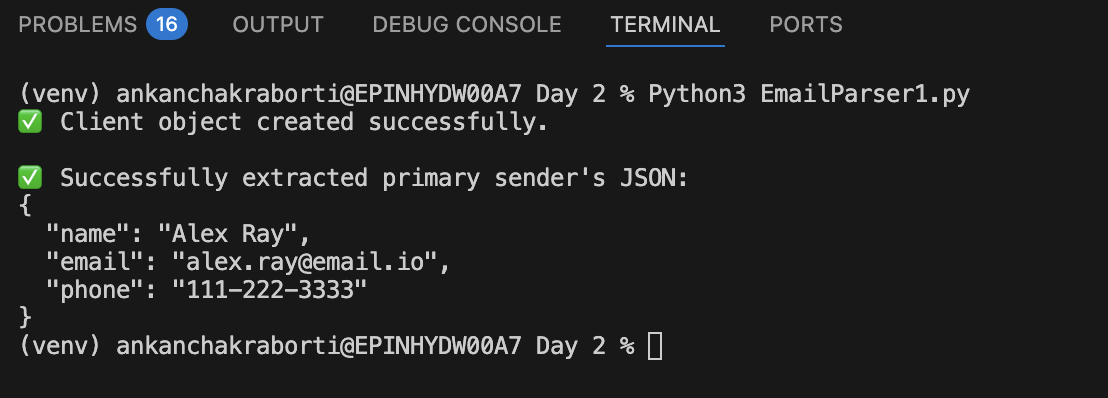 PROBLEMS 16 OUTPUT DEBUG CONSOLE TERMINAL PORTS
(venv) ankanchakraborti@EPINHYDW00A7 Day 2 % Python3 EmailParser1.py
✅ Client object created successfully.
✅ Successfully extracted primary sender's JSON:
{
  "name": "Alex Ray",
  "email": "alex.ray@email.io",
  "phone": "111-222-3333"
}
(venv) ankanchakraborti@EPINHYDW00A7 Day 2 %